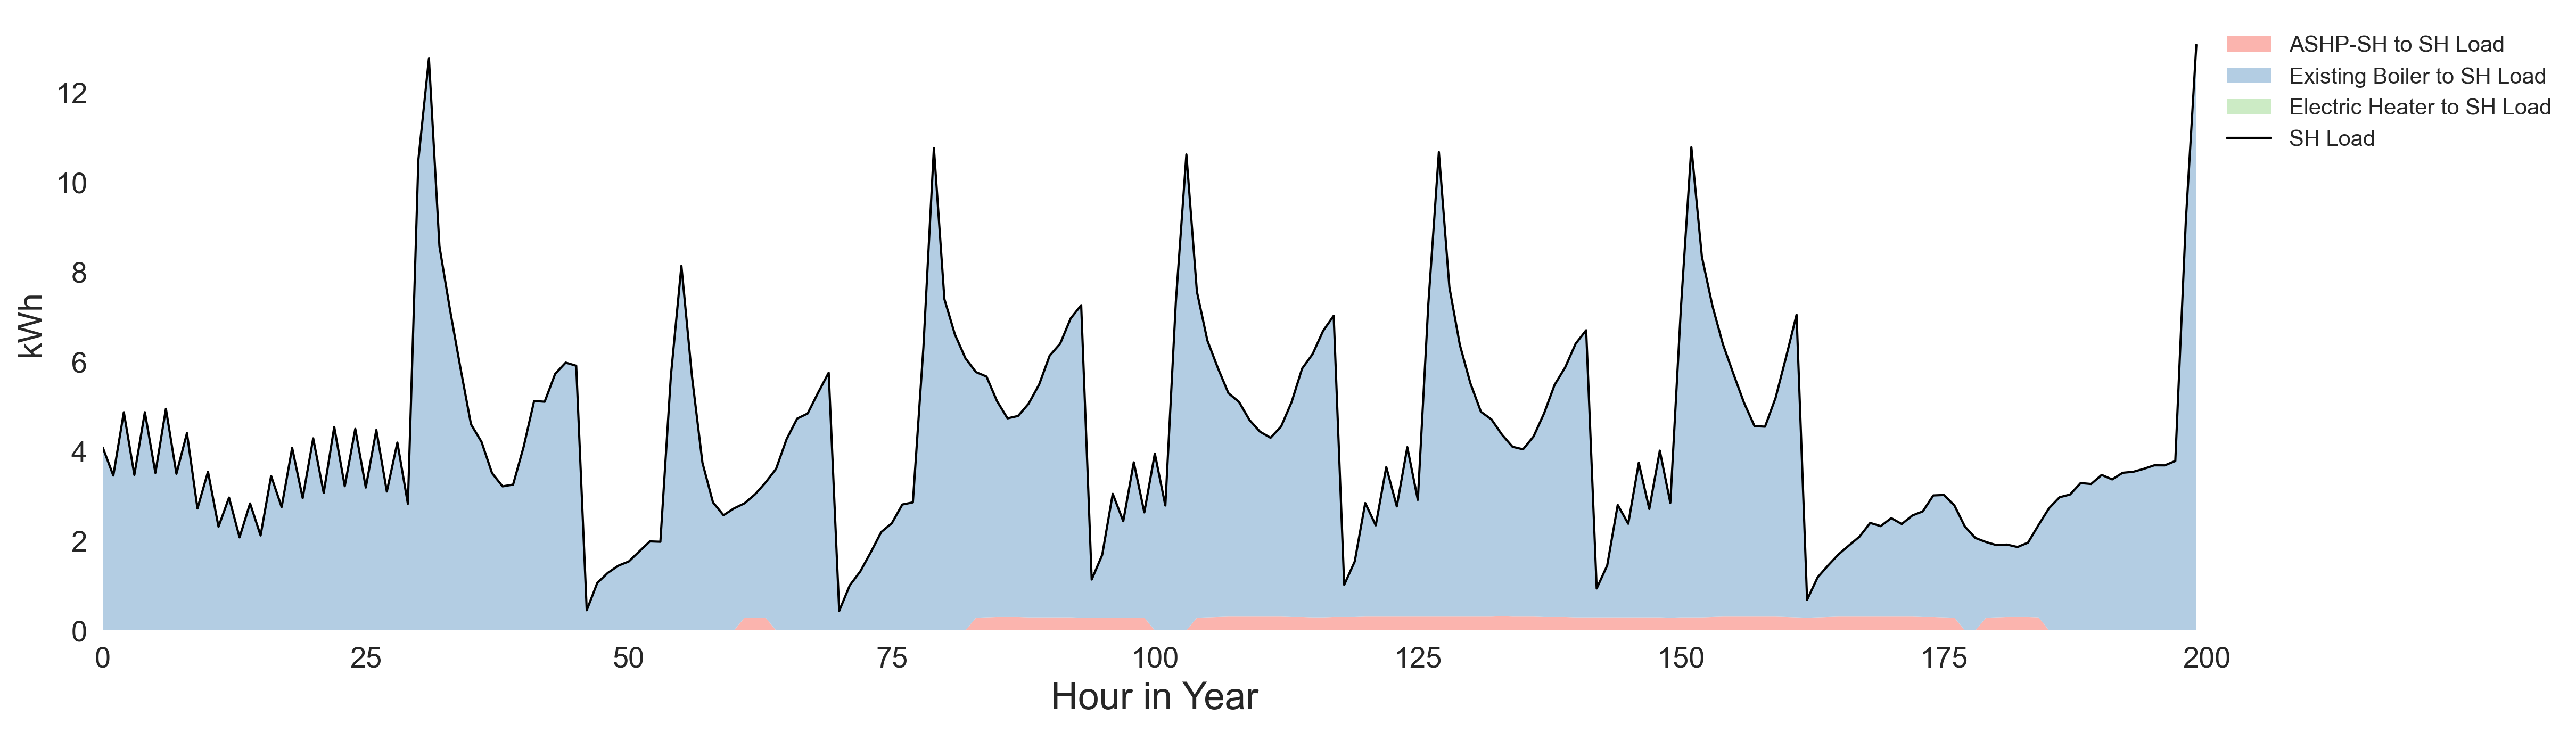 ASHP-SH to SH Load
Existing Boiler to SH Load
Electric Heater to SH Load
SH Load
kWh
12
10
8
6
4
2
0
0 25 50 75 100 125 150 175 200
Hour in Year